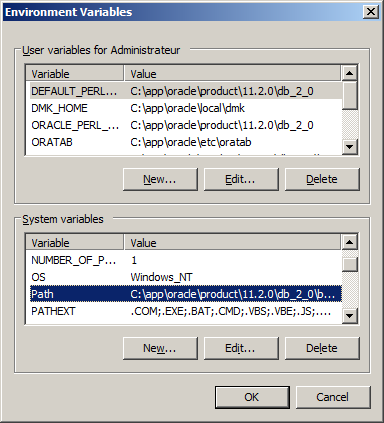 Environment Variables
User variables for Administrateur
Variable Value
DEFAULT_PERL_... C:\app\oracle\product\11.2.0\db_2_0
DMK_HOME C:\app\oracle\local\dmk
ORACLE_PERL_... C:\app\oracle\product\11.2.0\db_2_0
ORATAB C:\app\oracle\etc\oratab
New... Edit... Delete
System variables
Variable Value
NUMBER_OF_P... 1
OS Windows_NT
Path C:\app\oracle\product\11.2.0\db_2_0\b...
PATHEXT .COM;.EXE;.BAT;.CMD;.VBS;.VBE;.JS;....
New... Edit... Delete
OK Cancel